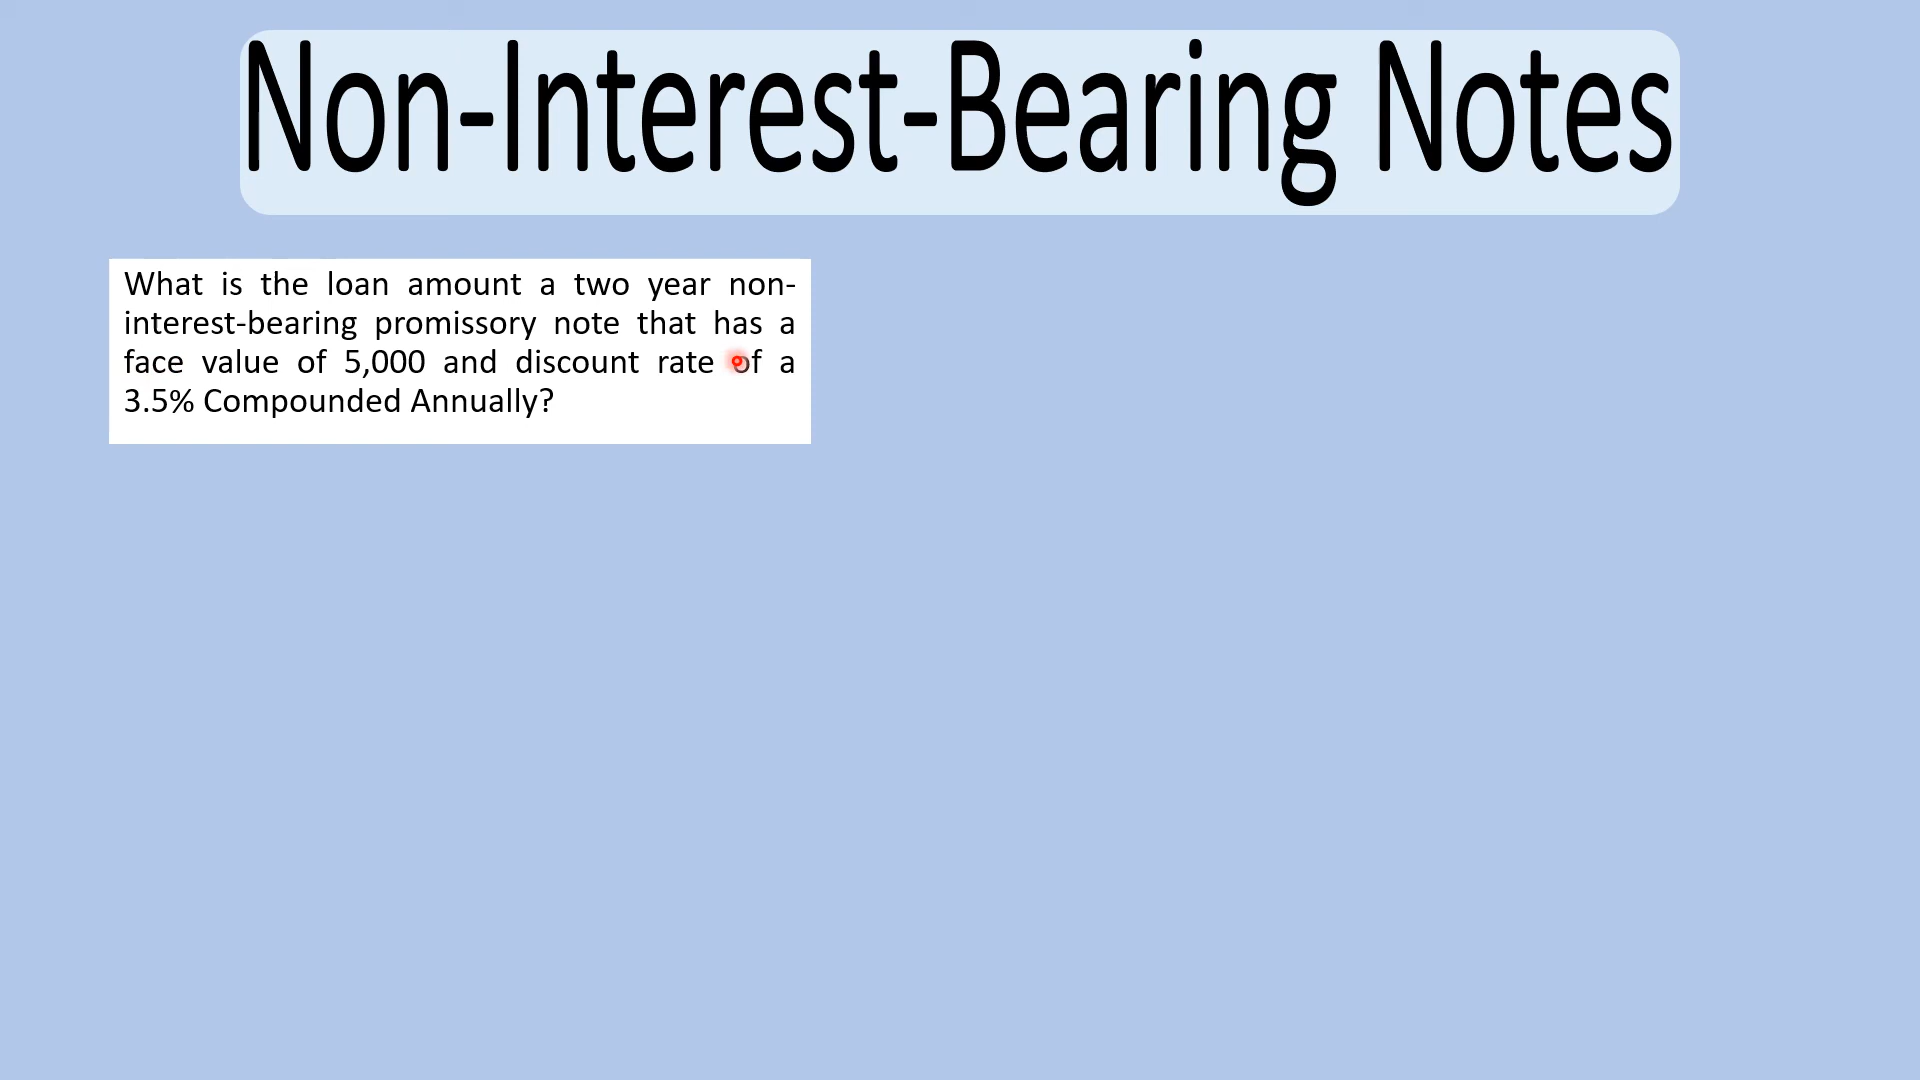 Non-Interest-Bearing Notes
What is the loan amount a two year non-
interest-bearing promissory note that has a
face value of 5,000 and discount rate of a
3.5% Compounded Annually?